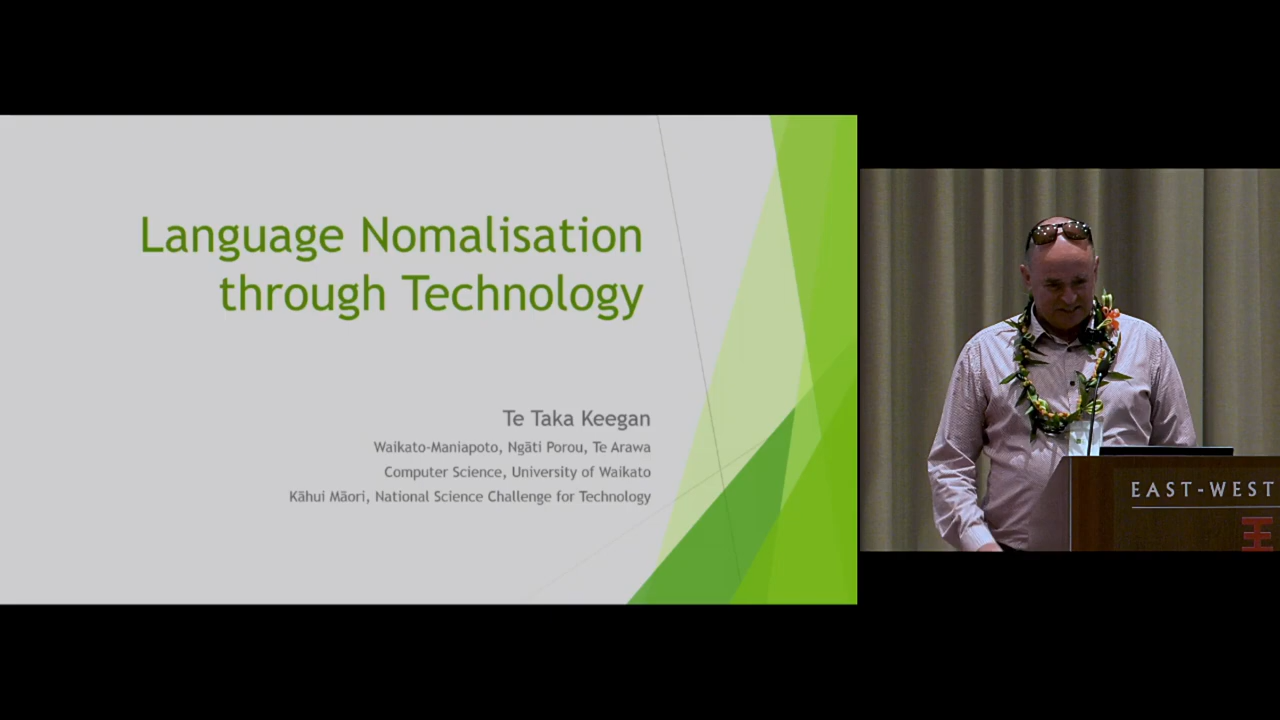 Language Nomalisation
through Technology
Te Taka Keegan
Waikato-Maniapoto, Ngāti Porou, Te Arawa
Computer Science, University of Waikato
Kāhui Māori, National Science Challenge for Technology
EAST-WEST